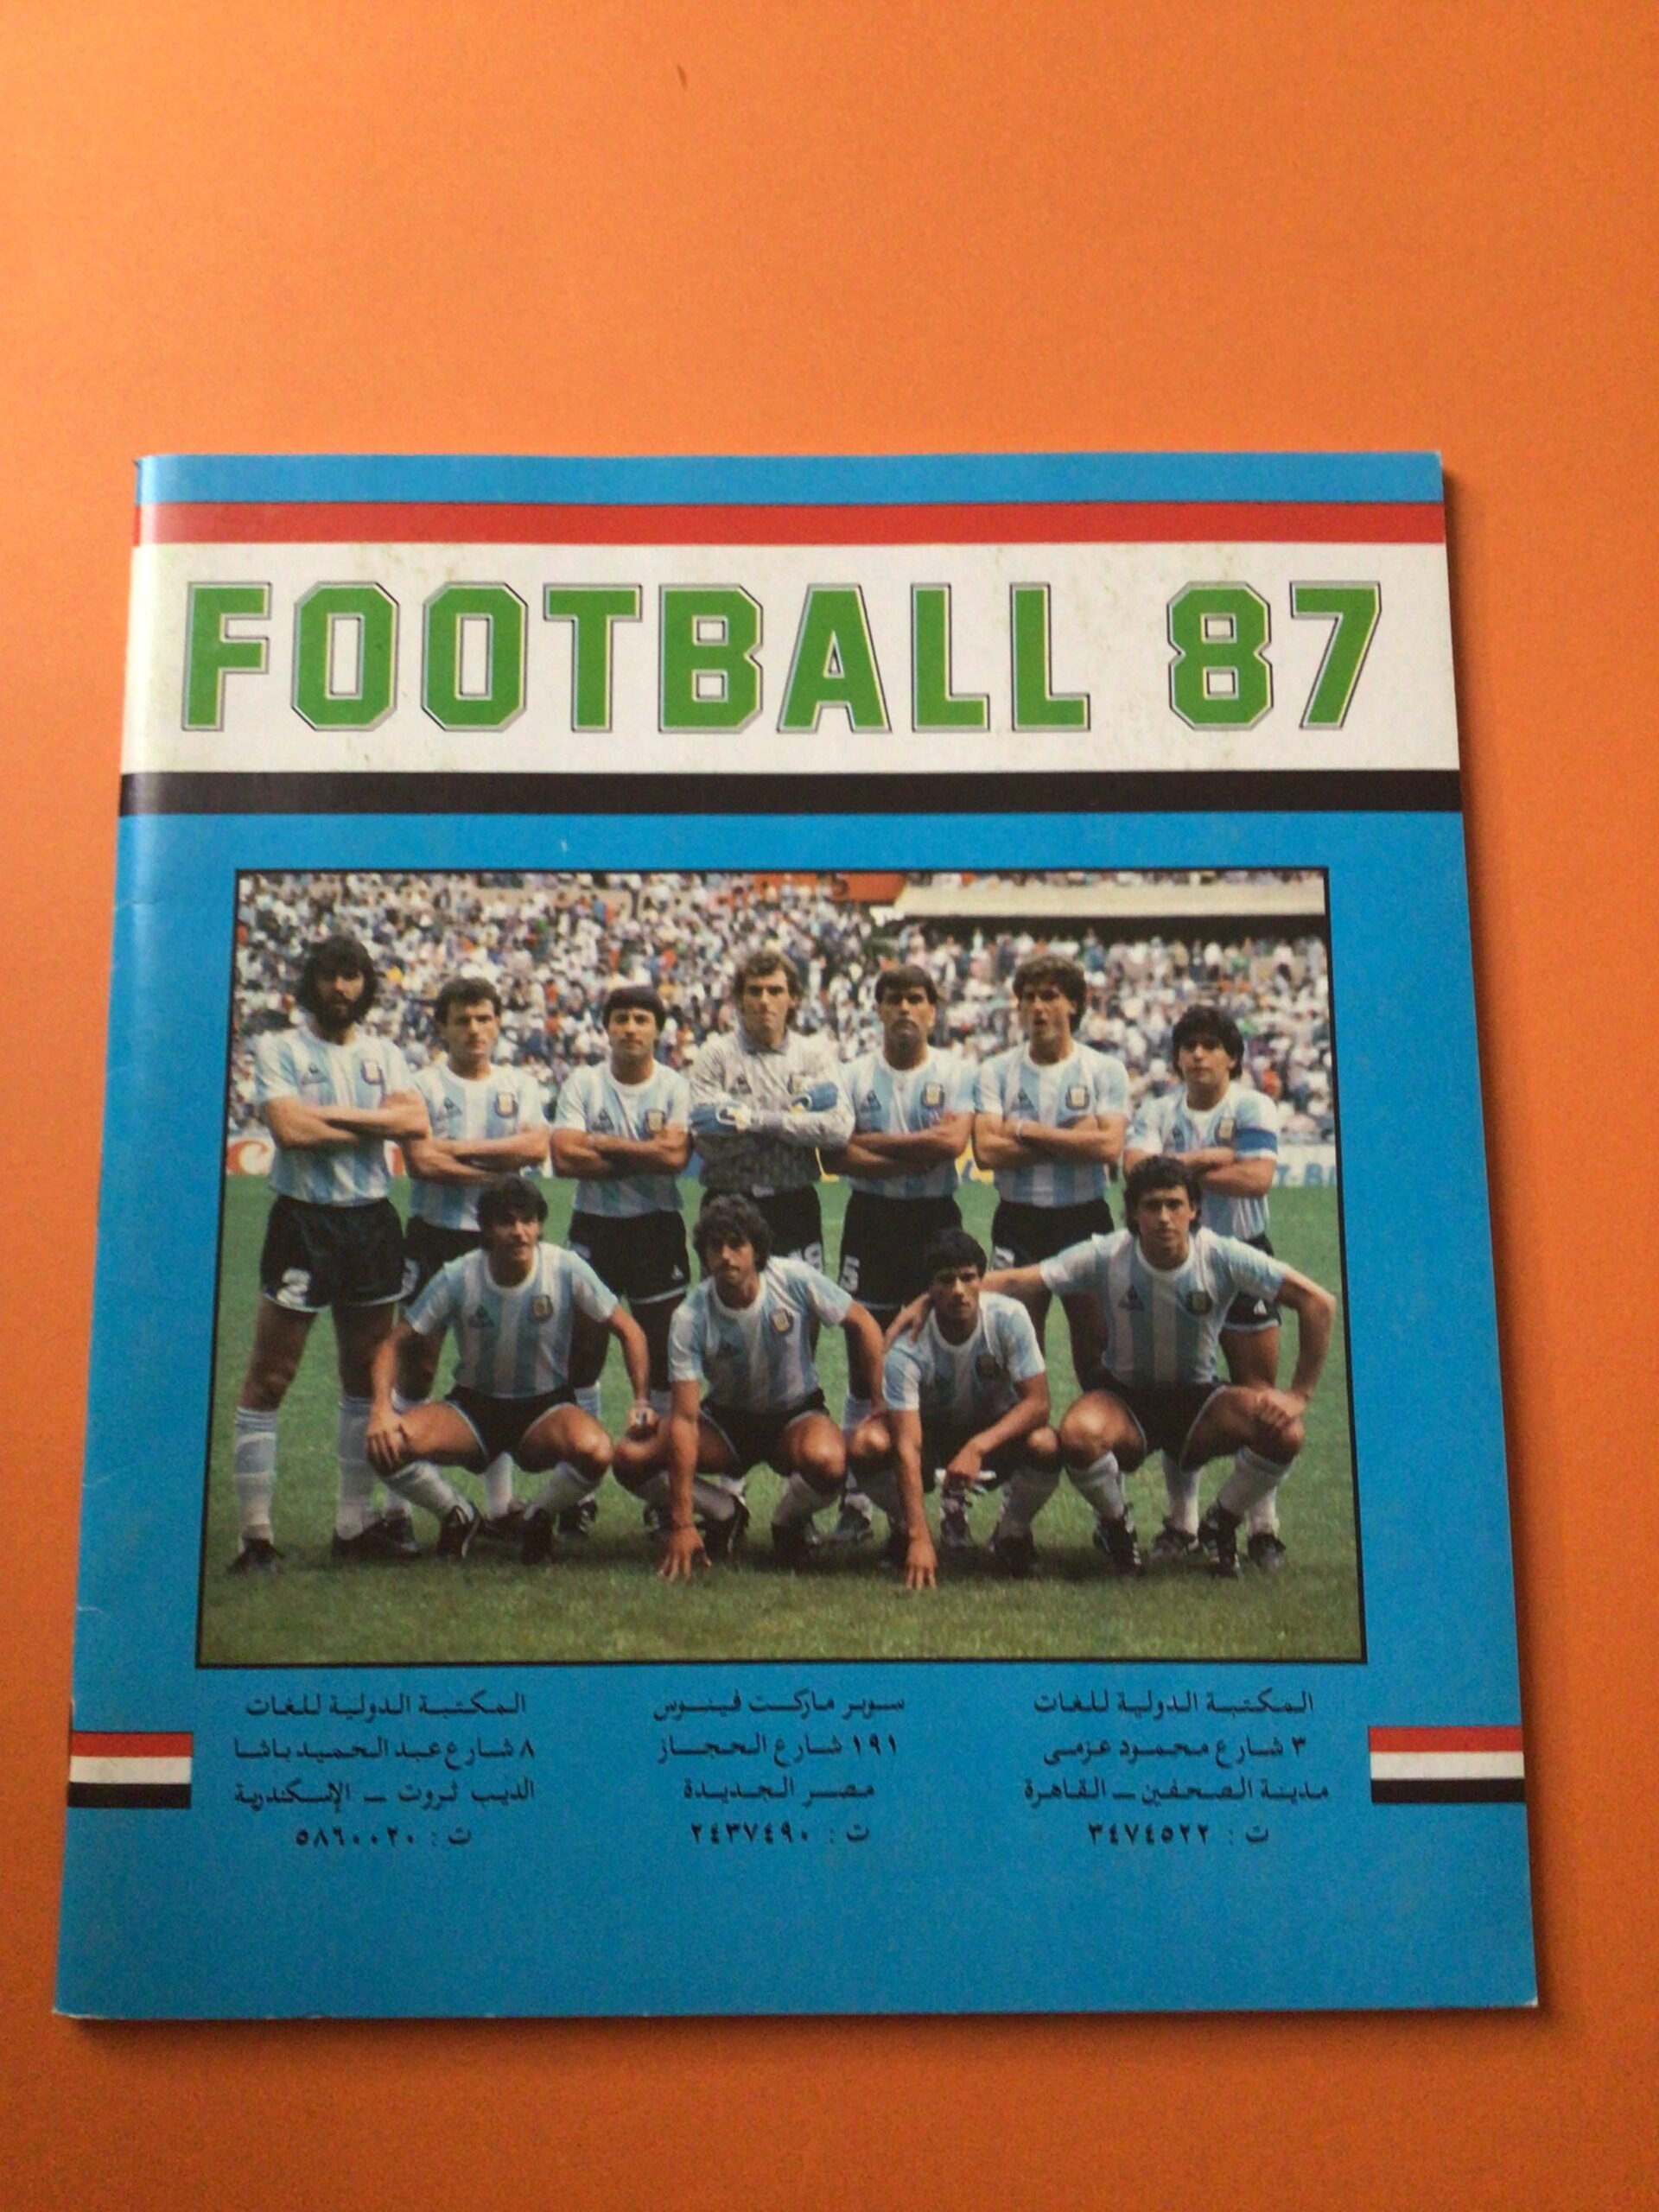 FOOTBALL 87
المكتبة الدولية للغات
٣ شارع محمود عزمى
مدينة الصحفين ـ القاهرة
ت : ٣٤٧٤٥٢٢
سوبر ماركت فينوس
١٩١ شارع الحجاز
مصر الجديدة
ت : ٢٤٣٧٤٩٠
المكتبة الدولية للغات
٨ شارع عبد الحميد باشا
الديب ثروت ـ الإسكندرية
ت : ٥٨٦٠٠٢٠